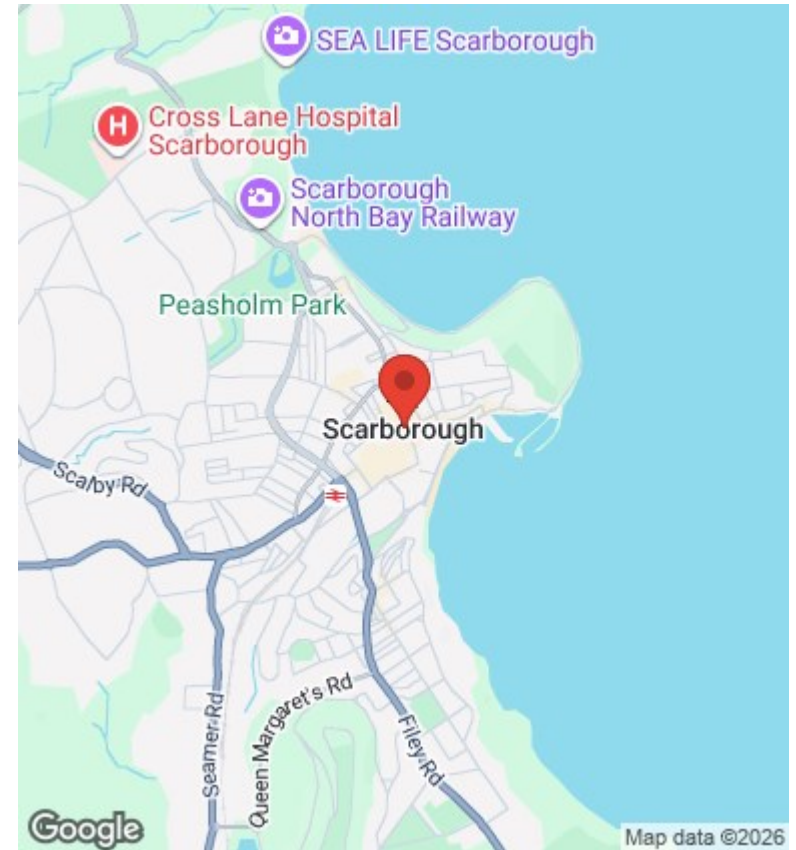 SEA LIFE Scarborough
H
Cross Lane Hospital
Scarborough
Scarborough
North Bay Railway
Peasholm Park
Scarborough
Scalby Rd
Seamer Rd
Queen Margaret's Rd
Filey Rd
Google
Map data ©2026